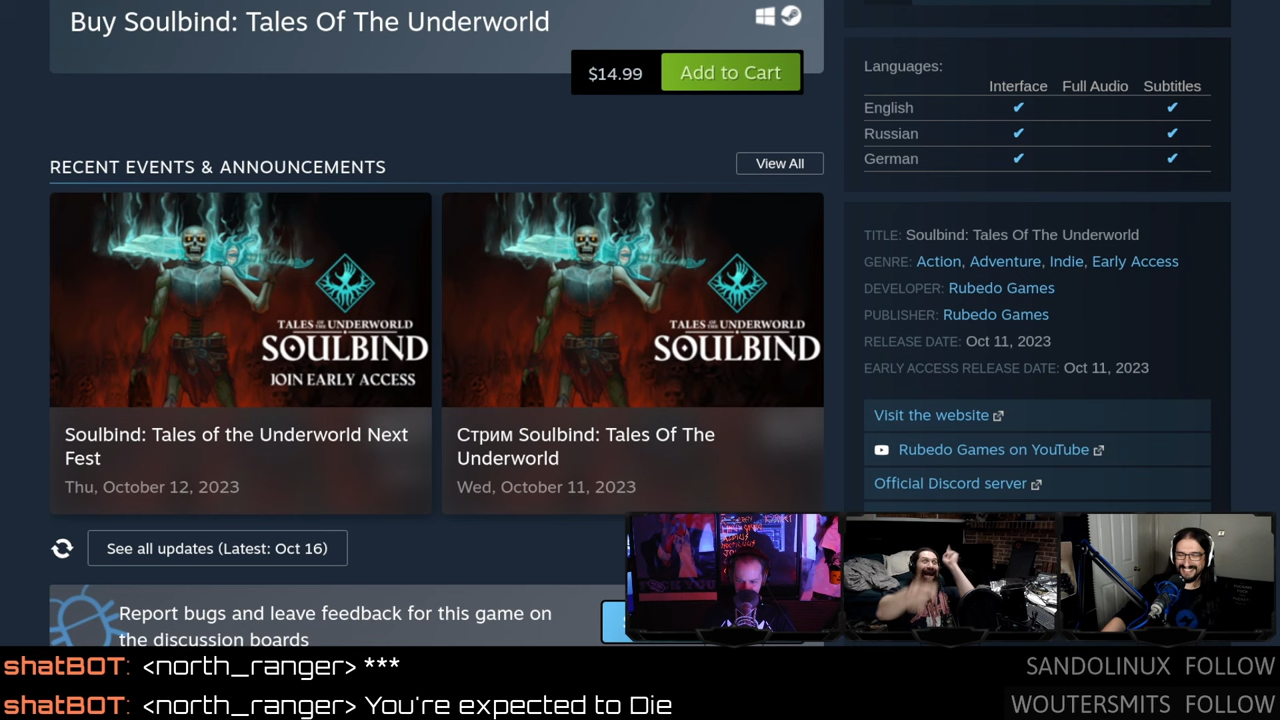 Buy Soulbind: Tales Of The Underworld
$14.99
Add to Cart
RECENT EVENTS & ANNOUNCEMENTS
View All
TALES OF THE UNDERWORLD
SOULBIND
JOIN EARLY ACCESS
TALES OF THE UNDERWORLD
SOULBIND
Soulbind: Tales of the Underworld Next
Fest
Thu, October 12, 2023
Стрим Soulbind: Tales Of The
Underworld
Wed, October 11, 2023
See all updates (Latest: Oct 16)
Report bugs and leave feedback for this game on
the discussion boards
Languages:
Interface Full Audio Subtitles
English ✔ ✔
Russian ✔ ✔
German ✔ ✔
TITLE: Soulbind: Tales Of The Underworld
GENRE: Action, Adventure, Indie, Early Access
DEVELOPER: Rubedo Games
PUBLISHER: Rubedo Games
RELEASE DATE: Oct 11, 2023
EARLY ACCESS RELEASE DATE: Oct 11, 2023
Visit the website
Rubedo Games on YouTube
Official Discord server
shatBOT: <north_ranger> ***
shatBOT: <north_ranger> You're expected to Die
SANDOLINUX FOLLOW
WOUTERSMITS FOLLOW